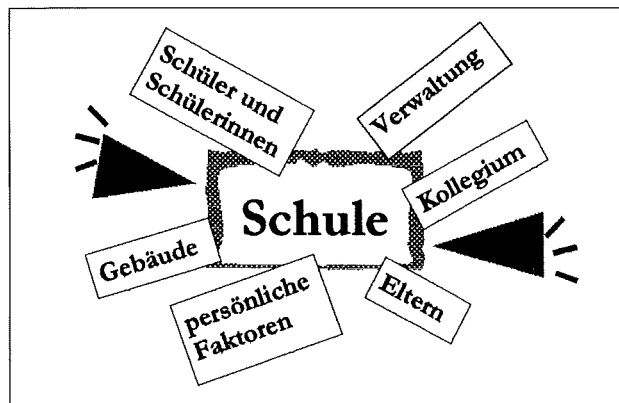 Schüler und
Schülerinnen
Verwaltung
Kollegium
Schule
Gebäude
persönliche
Faktoren
Eltern